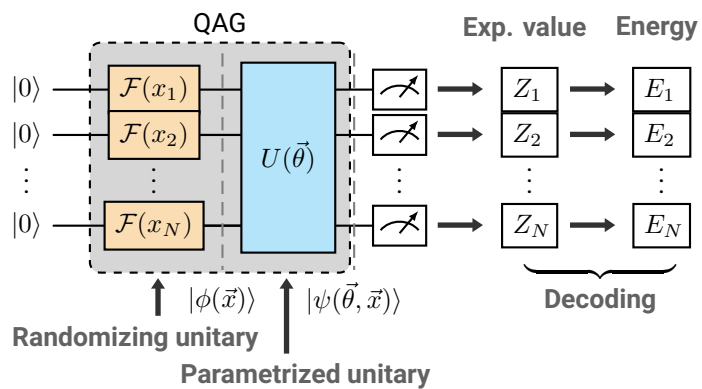 QAG
Exp. value Energy
|0⟩ F(x₁) Z₁ E₁
|0⟩ F(x₂) Z₂ E₂
U(θ⃗)
⋮ ⋮ ⋮ ⋮ ⋮
|0⟩ F(x_N) Z_N E_N
|ϕ(x⃗)⟩ |ψ(θ⃗, x⃗)⟩
Decoding
Randomizing unitary
Parametrized unitary